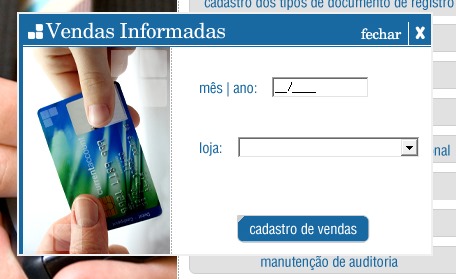 cadastro dos tipos de documento de registro
Vendas Informadas
fechar
x
mês | ano: __/____
loja:
onal
cadastro de vendas
manutenção de auditoria